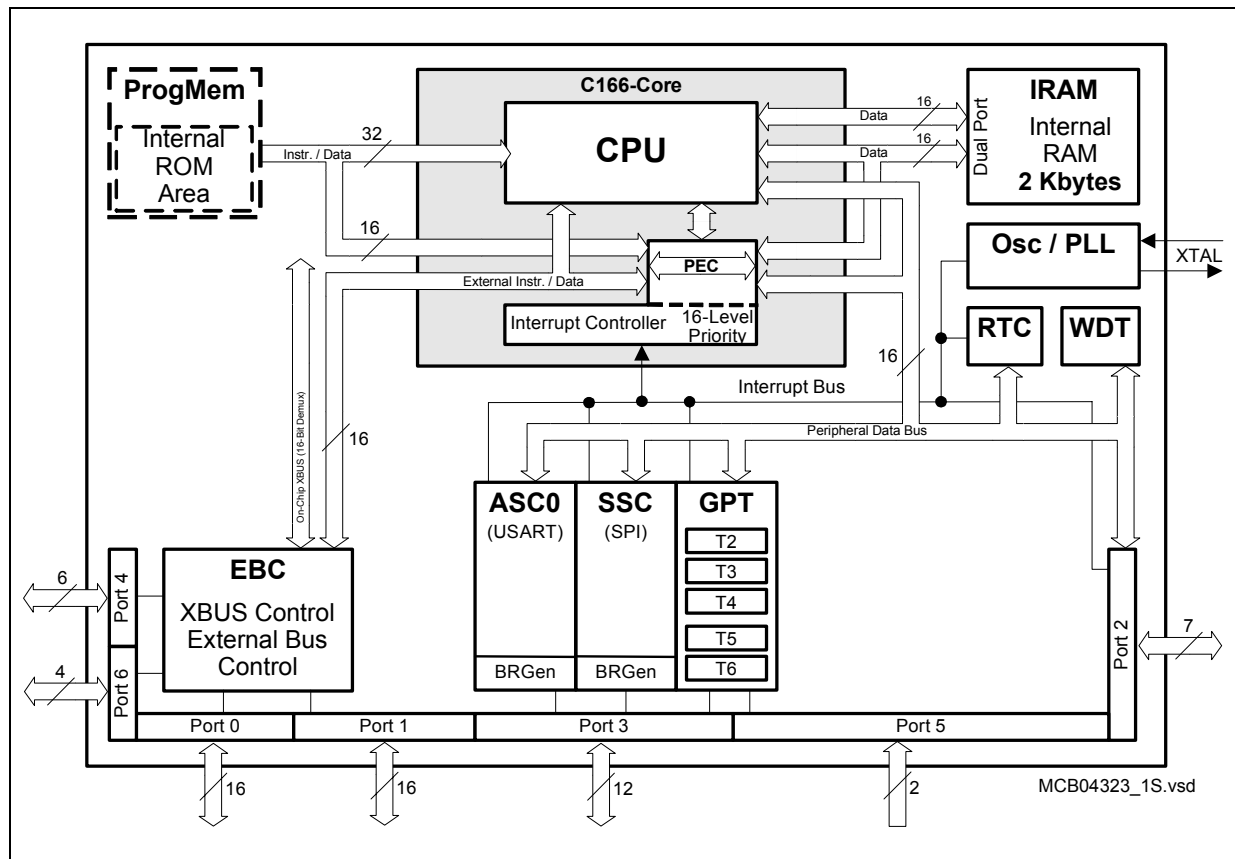 C166-Core
ProgMem
Internal
ROM
Area
32
Instr. / Data
CPU
16
Data
16
Data
Dual Port
IRAM
Internal
RAM
2 Kbytes
16
PEC
External Instr. / Data
Interrupt Controller
16-Level
Priority
Osc / PLL
XTAL
RTC
WDT
16
Interrupt Bus
Peripheral Data Bus
On-Chip XBUS (16-Bit Demux)
16
ASC0
(USART)
BRGen
SSC
(SPI)
BRGen
GPT
T2
T3
T4
T5
T6
EBC
XBUS Control
External Bus
Control
6
Port 4
4
Port 6
Port 2
7
Port 0
Port 1
Port 3
Port 5
16
16
12
2
MCB04323_1S.vsd